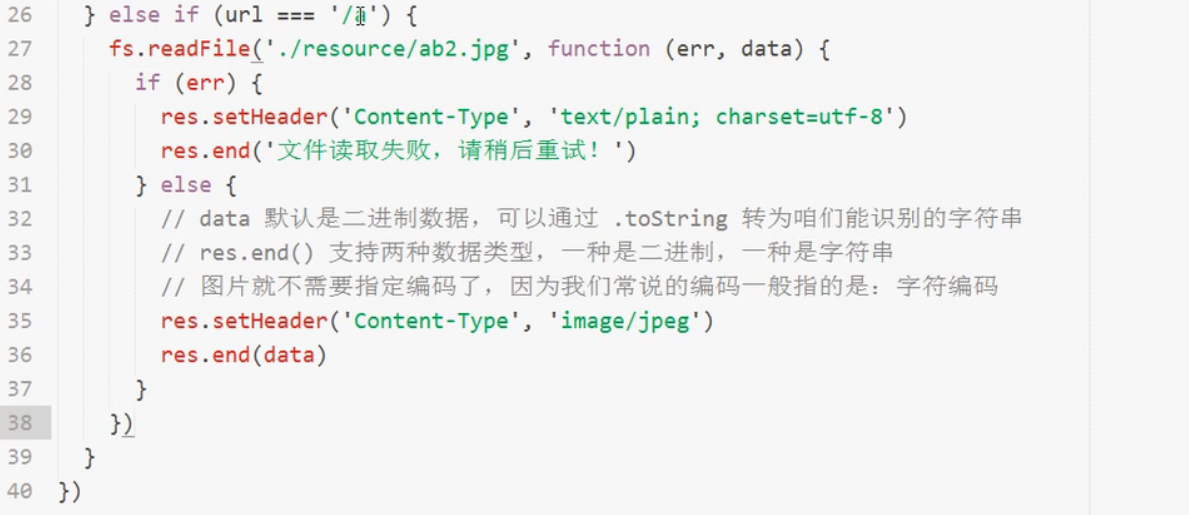 26 } else if (url === '/a') {
27 fs.readFile('./resource/ab2.jpg', function (err, data) {
28 if (err) {
29 res.setHeader('Content-Type', 'text/plain; charset=utf-8')
30 res.end('文件读取失败，请稍后重试！')
31 } else {
32 // data 默认是二进制数据，可以通过 .toString 转为咱们能识别的字符串
33 // res.end() 支持两种数据类型，一种是二进制，一种是字符串
34 // 图片就不需要指定编码了，因为我们常说的编码一般指的是：字符编码
35 res.setHeader('Content-Type', 'image/jpeg')
36 res.end(data)
37 }
38 })
39 }
40 })